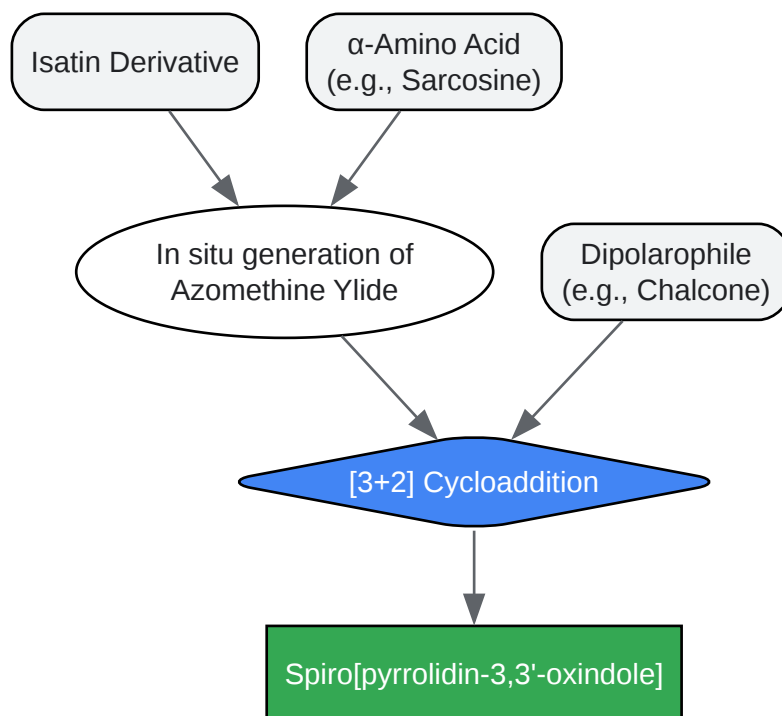 Isatin Derivative
α-Amino Acid
(e.g., Sarcosine)
In situ generation of
Azomethine Ylide
Dipolarophile
(e.g., Chalcone)
[3+2] Cycloaddition
Spiro[pyrrolidin-3,3'-oxindole]